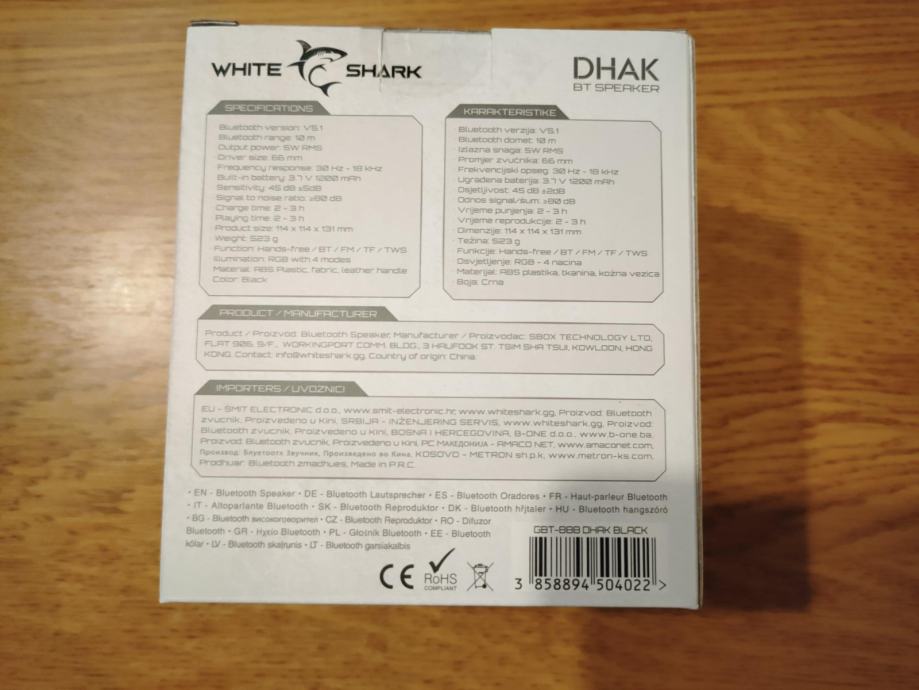 WHITE SHARK
DHAK
BT SPEAKER
SPECIFICATIONS
Bluetooth version: V5.1
Bluetooth range: 10 m
Output power: 5W RMS
Driver size: 66 mm
Frequency response: 30 Hz - 18 kHz
Built-in battery: 3.7 V 1200 mAh
Sensitivity: 45 dB ±5dB
Signal to noise ratio: ≥80 dB
Charge time: 2 - 3 h
Playing time: 2 - 3 h
Product size: 114 x 114 x 131 mm
Weight: 523 g
Function: Hands-free / BT / FM / TF / TWS
Illumination: RGB with 4 modes
Material: ABS Plastic, fabric, leather handle
Color: Black
KARAKTERISTIKE
Bluetooth verzija: V5.1
Bluetooth domet: 10 m
Izlazna snaga: 5W RMS
Promjer zvučnika: 66 mm
Frekvencijski opseg: 30 Hz - 18 kHz
Ugrađena baterija: 3.7 V 1200 mAh
Osjetljivost: 45 dB ±2dB
Odnos signal/šum: ≥80 dB
Vrijeme punjenja: 2 - 3 h
Vrijeme reprodukcije: 2 - 3 h
Dimenzije: 114 x 114 x 131 mm
Težina: 523 g
Funkcije: Hands-free / BT / FM / TF / TWS
Osvjetljenje: RGB - 4 načina
Materijal: ABS plastika, tkanina, kožna vezica
Boja: Crna
PRODUCT / MANUFACTURER
Product / Proizvod: Bluetooth Speaker, Manufacturer / Proizvođač: SBOX TECHNOLOGY LTD,
FLAT 906, 9/F., WORKINGPORT COMM. BLDG., 3 HAUFOOK ST. TSIM SHA TSUI, KOWLOON, HONG
KONG. Contact: info@whiteshark.gg, Country of origin: China
IMPORTERS / UVOZNICI
EU - SMIT ELECTRONIC d.o.o., www.smit-electronic.hr, www.whiteshark.gg, Proizvod: Bluetooth
zvučnik, Proizvedeno u Kini, SRBIJA - INŽENJERING SERVIS, www.whiteshark.gg, Proizvod:
Bluetooth zvučnik, Proizvedeno u Kini, BOSNA I HERCEGOVINA, B-ONE d.o.o., www.b-one.ba,
Proizvod: Bluetooth zvučnik, Proizvedeno u Kini, РС МАКЕДОНИЈА - AMACO NET, www.amaconet.com,
Производ: Блуетоотх Звучник, Произведено во Кина, KOSOVO - METRON sh.p.k, www.metron-ks.com,
Prodhuar: Bluetooth zmadhues, Made in P.R.C.
• EN - Bluetooth Speaker • DE - Bluetooth Lautsprecher • ES - Bluetooth Oradores • FR - Haut-parleur Bluetooth
• IT - Altoparlante Bluetooth • SK - Bluetooth Reproduktor • DK - Bluetooth hřjtaler • HU - Bluetooth hangszóró
• BG - Bluetooth високоговорител • CZ - Bluetooth Reproduktor • RO - Difuzor
Bluetooth • GR - Ηχείο Bluetooth • PL - Głośnik Bluetooth • EE - Bluetooth
kõlar • LV - Bluetooth skaļrunis • LT - Bluetooth garsiakalbis
GBT-888 DHAK BLACK
CE
RoHS
COMPLIANT
3 858894 504022 >